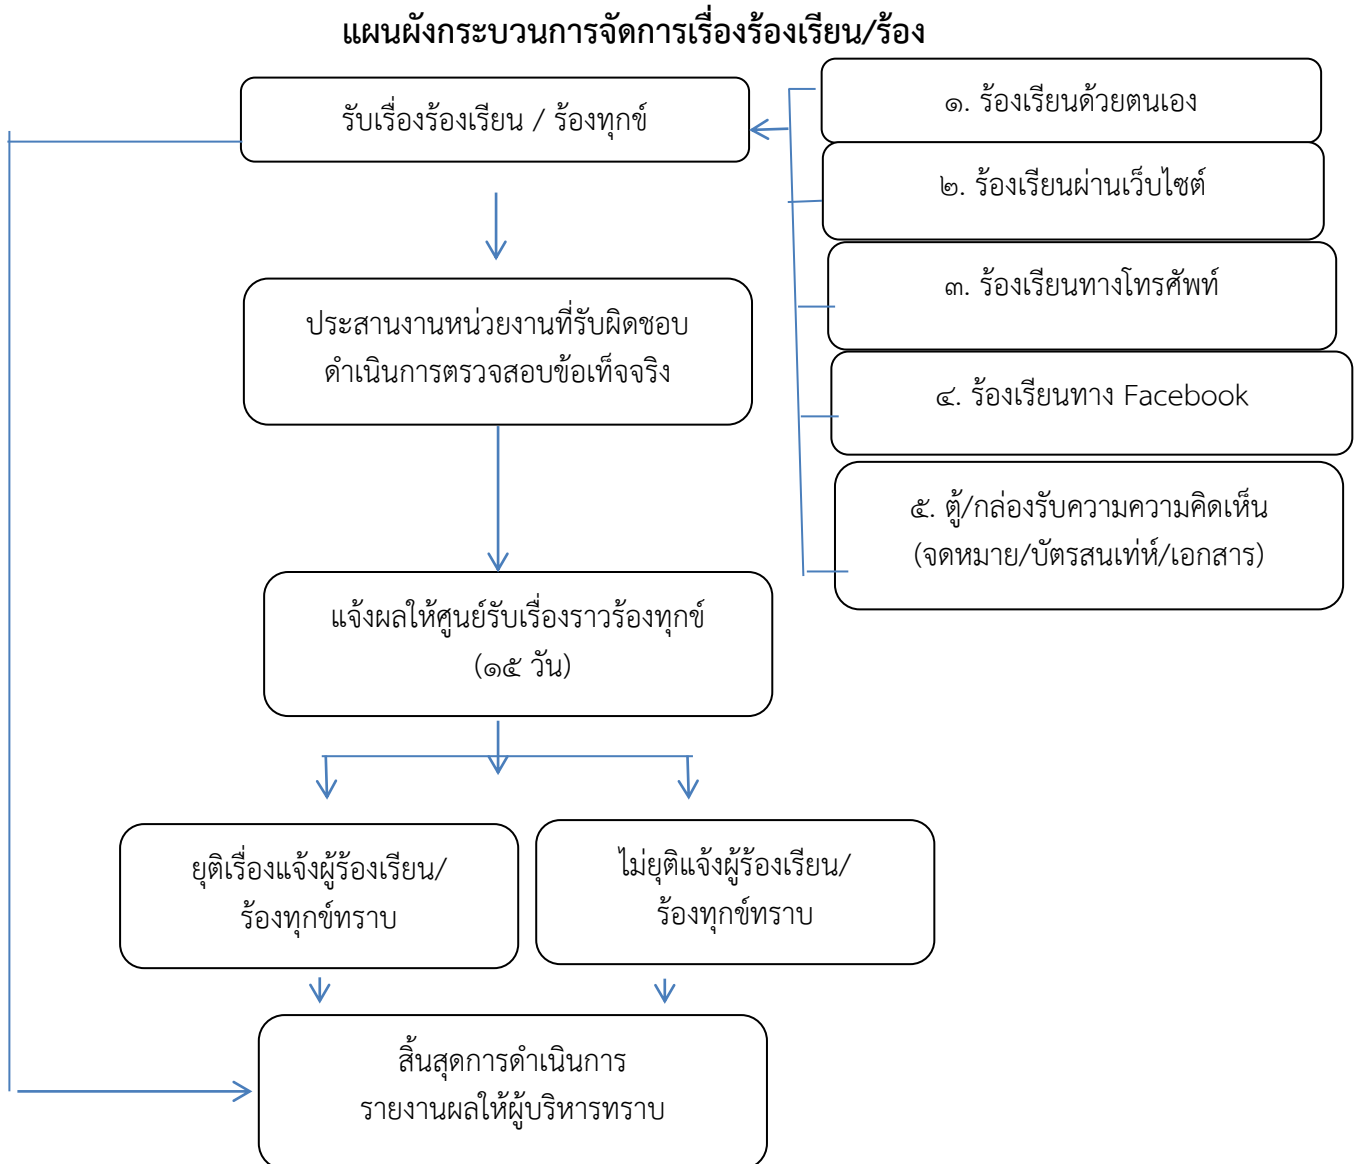 แผนผังกระบวนการจัดการเรื่องร้องเรียน/ร้อง
รับเรื่องร้องเรียน / ร้องทุกข์
๑. ร้องเรียนด้วยตนเอง
๒. ร้องเรียนผ่านเว็บไซต์
๓. ร้องเรียนทางโทรศัพท์
๔. ร้องเรียนทาง Facebook
๕. ตู้/กล่องรับความความคิดเห็น
(จดหมาย/บัตรสนเท่ห์/เอกสาร)
ประสานงานหน่วยงานที่รับผิดชอบ
ดำเนินการตรวจสอบข้อเท็จจริง
แจ้งผลให้ศูนย์รับเรื่องราวร้องทุกข์
(๑๕ วัน)
ยุติเรื่องแจ้งผู้ร้องเรียน/
ร้องทุกข์ทราบ
ไม่ยุติแจ้งผู้ร้องเรียน/
ร้องทุกข์ทราบ
สิ้นสุดการดำเนินการ
รายงานผลให้ผู้บริหารทราบ